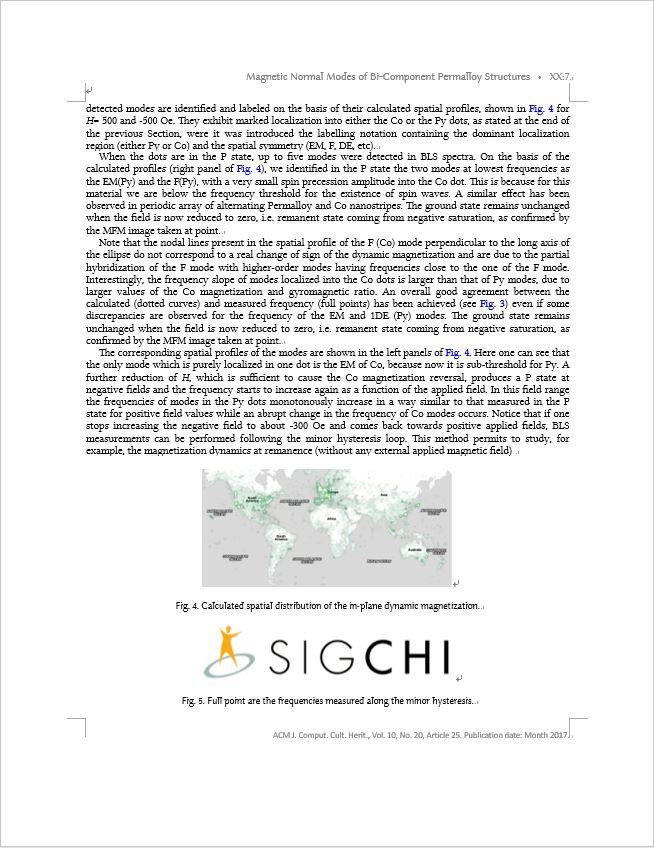 Magnetic Normal Modes of Bi-Component Permalloy Structures • XX:7
detected modes are identified and labeled on the basis of their calculated spatial profiles, shown in Fig. 4 for
H= 500 and -500 Oe. They exhibit marked localization into either the Co or the Py dots, as stated at the end of
the previous Section, were it was introduced the labelling notation containing the dominant localization
region (either Py or Co) and the spatial symmetry (EM, F, DE, etc).
When the dots are in the P state, up to five modes were detected in BLS spectra. On the basis of the
calculated profiles (right panel of Fig. 4), we identified in the P state the two modes at lowest frequencies as
the EM(Py) and the F(Py), with a very small spin precession amplitude into the Co dot. This is because for this
material we are below the frequency threshold for the existence of spin waves. A similar effect has been
observed in periodic array of alternating Permalloy and Co nanostripes. The ground state remains unchanged
when the field is now reduced to zero, i.e. remanent state coming from negative saturation, as confirmed by
the MFM image taken at point.
Note that the nodal lines present in the spatial profile of the F (Co) mode perpendicular to the long axis of
the ellipse do not correspond to a real change of sign of the dynamic magnetization and are due to the partial
hybridization of the F mode with higher-order modes having frequencies close to the one of the F mode.
Interestingly, the frequency slope of modes localized into the Co dots is larger than that of Py modes, due to
larger values of the Co magnetization and gyromagnetic ratio. An overall good agreement between the
calculated (dotted curves) and measured frequency (full points) has been achieved (see Fig. 3) even if some
discrepancies are observed for the frequency of the EM and 1DE (Py) modes. The ground state remains
unchanged when the field is now reduced to zero, i.e. remanent state coming from negative saturation, as
confirmed by the MFM image taken at point.
The corresponding spatial profiles of the modes are shown in the left panels of Fig. 4. Here one can see that
the only mode which is purely localized in one dot is the EM of Co, because now it is sub-threshold for Py. A
further reduction of H, which is sufficient to cause the Co magnetization reversal, produces a P state at
negative fields and the frequency starts to increase again as a function of the applied field. In this field range
the frequencies of modes in the Py dots monotonously increase in a way similar to that measured in the P
state for positive field values while an abrupt change in the frequency of Co modes occurs. Notice that if one
stops increasing the negative field to about -300 Oe and comes back towards positive applied fields, BLS
measurements can be performed following the minor hysteresis loop. This method permits to study, for
example, the magnetization dynamics at remanence (without any external applied magnetic field)
Asia
Africa
South
America
Australia
Fig. 4. Calculated spatial distribution of the in-plane dynamic magnetization.
SIGCHI
Fig. 5. Full point are the frequencies measured along the minor hysteresis.
ACM J. Comput. Cult. Herit., Vol. 10, No. 20, Article 25. Publication date: Month 2017.